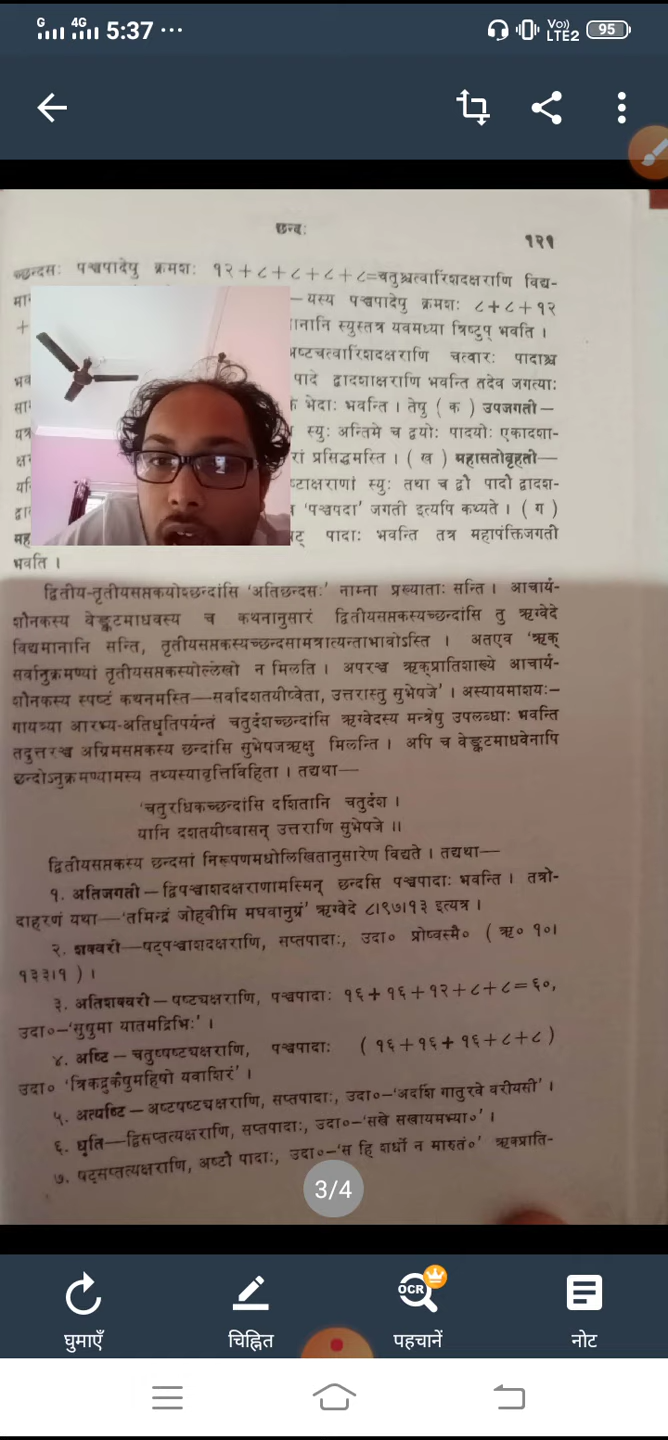 5:37 ...
Vo)) LTE2
95
छन्दः
१२१
च्छन्दसः पञ्चपादेषु क्रमशः १२+८+८+८+८=चतुश्चत्वारिंशदक्षराणि विद्य-
मान
—यस्य पञ्चपादेषु क्रमशः ८+८+१२
+
स्युस्तत्र यवमध्या त्रिष्टुप् भवति ।
चत्वारः पादाश्च
पादे द्वादशाक्षराणि भवन्ति तदेव जगत्याः
भेदाः भवन्ति । तेषु ( क ) उपजगती—
स्युः अन्तिमे च द्वयोः पादयोः एकादशा-
प्रसिद्धमस्ति । ( ख ) महासतोबृहती—
स्युः तथा च द्वौ पादौ द्वादश-
'पञ्चपदा' जगती इत्यपि कथ्यते । ( ग )
पादाः भवन्ति तत्र महापंक्तिजगती
भवति ।
द्वितीय-तृतीयसप्तकयोश्छन्दांसि 'अतिछन्दसः' नाम्ना प्रख्याताः सन्ति । आचार्य-
शौनकस्य वेङ्कटमाधवस्य च कथनानुसारं द्वितीयसप्तकस्यच्छन्दांसि तु ऋग्वेदे
विद्यमानानि सन्ति, तृतीयसप्तकस्यच्छन्दसामत्रात्यन्ताभावोऽस्ति । अतएव 'ऋक्
सर्वानुक्रमण्यां तृतीयसप्तकस्योल्लेखो न मिलति । अपरञ्च ऋक्प्रातिशाख्ये आचार्य-
शौनकस्य स्पष्टं कथनमस्ति—सर्वादशतयीष्वेता, उत्तरास्तु सुभेषजे' । अस्यायमाशयः—
गायत्र्या आरभ्य-अतिधृतिपर्यन्तं चतुर्दशच्छन्दांसि ऋग्वेदस्य मन्त्रेषु उपलब्धाः भवन्ति
तदुत्तरञ्च अग्रिमसप्तकस्य छन्दांसि सुभेषजऋक्षु मिलन्ति । अपि च वेङ्कटमाधवेनापि
छन्दोऽनुक्रमण्यामस्य तथ्यस्यावृत्तिर्विहिता । तद्यथा—
'चतुरधिकच्छन्दांसि दर्शितानि चतुर्दश ।
यानि दशतयीष्वासन् उत्तराणि सुभेषजे ॥
द्वितीयसप्तकस्य छन्दसां निरूपणमधोलिखितानुसारेण विद्यते । तद्यथा—
१. अतिजगती—द्विपञ्चाशदक्षराणामस्मिन् छन्दसि पञ्चपादाः भवन्ति । तत्रो-
दाहरणं यथा—'तमिन्द्रं जोहवीमि मघवानुग्रं' ऋग्वेदे ८।९७।१३ इत्यत्र ।
२. शक्वरी—षट्पञ्चाशदक्षराणि, सप्तपादाः, उदा० प्रोष्वस्मै० ( ऋ० १०।
१३३।१ ) ।
३. अतिशक्वरी—षष्ट्यक्षराणि, पञ्चपादाः १६+१६+१२+८+८=६०,
उदा०—'सुषुमा यातमद्रिभिः' ।
४. अष्टि—चतुष्षष्ट्यक्षराणि, पञ्चपादाः ( १६+१६+१६+८+८ )
उदा० 'त्रिकद्रुकेषुमहिषो यवाशिरं' ।
५. अत्यष्टि—अष्टषष्ट्यक्षराणि, सप्तपादाः, उदा०—'अदर्शि गातुरवे वरीयसी' ।
६. धृति—द्विसप्तत्यक्षराणि, सप्तपादाः, उदा०—'सखे सखायमभ्या०' ।
७. षट्सप्तत्यक्षराणि, अष्टौ पादाः, उदा०—'स हि शर्धो न मारुतं०' ऋक्प्राति-
3/4
OCR
घुमाएँ
चिह्नित
पहचानें
नोट